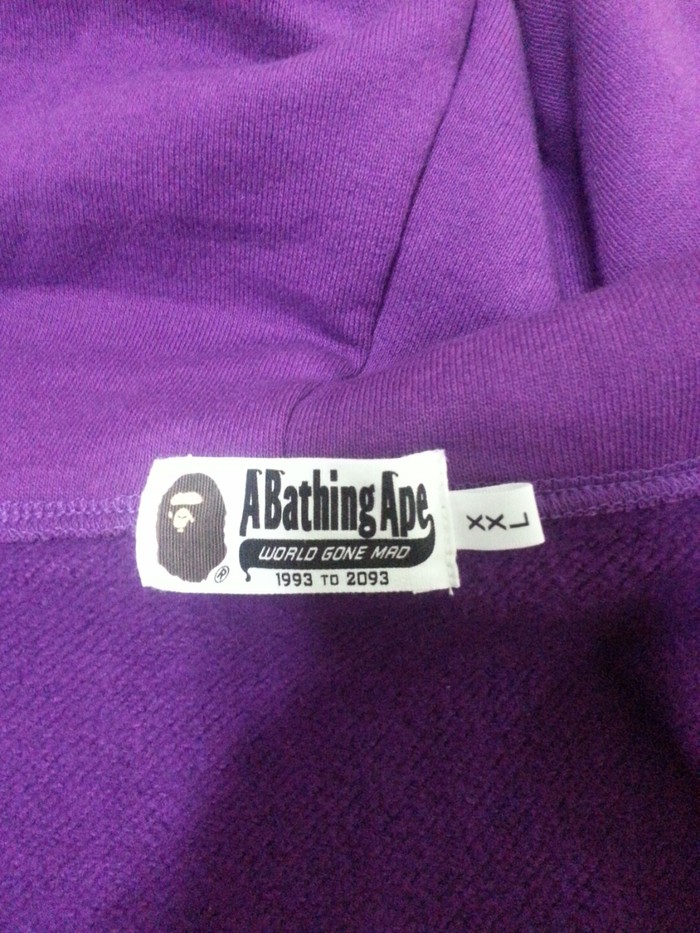 A Bathing Ape
WORLD GONE MAD
1993 TO 2093
®
XXL